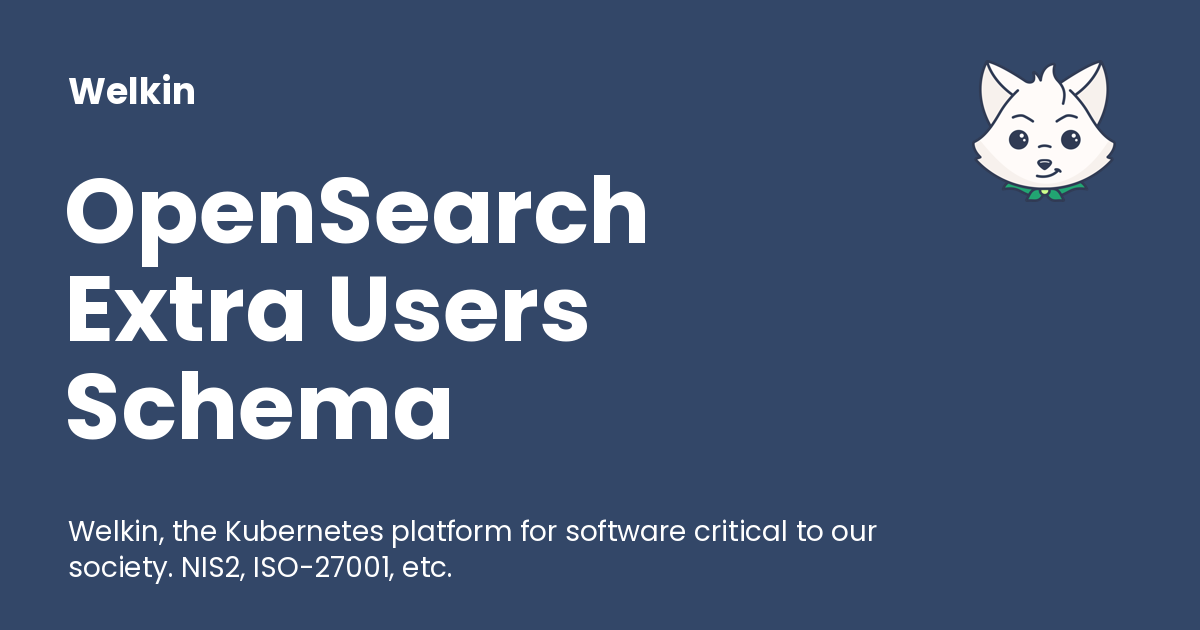 Welkin
OpenSearch
Extra Users
Schema
Welkin, the Kubernetes platform for software critical to our
society. NIS2, ISO-27001, etc.